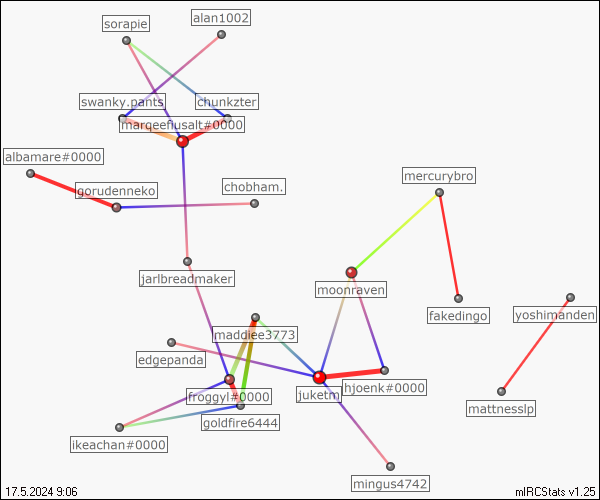 alan1002
sorapie
swanky.pants
chunkzter
marqeeflusalt#0000
albamare#0000
mercurybro
gorudenneko
chobham.
jarlbreadmaker
moonraven
fakedingo
yoshimanden
maddiee3773
edgepanda
juketm
hjoenk#0000
froggyl#0000
mattnesslp
goldfire6444
ikeachan#0000
mingus4742
17.5.2024 9:06
mIRCStats v1.25